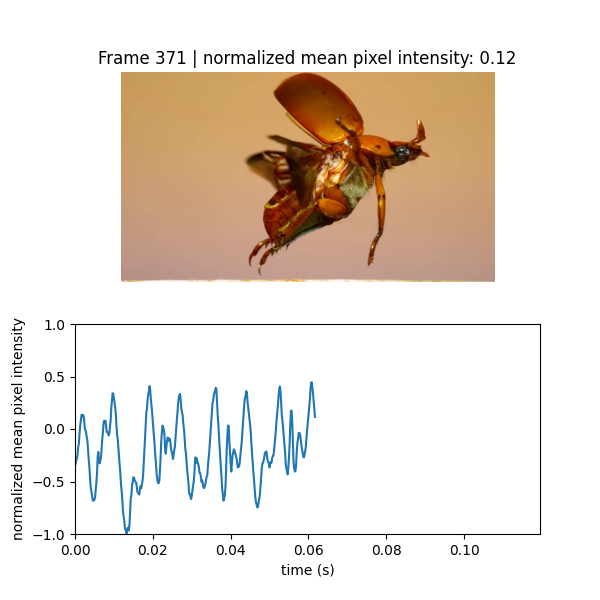 Frame 371 | normalized mean pixel intensity: 0.12
normalized mean pixel intensity
1.0
0.5
0.0
−0.5
−1.0
0.00 0.02 0.04 0.06 0.08 0.10
time (s)